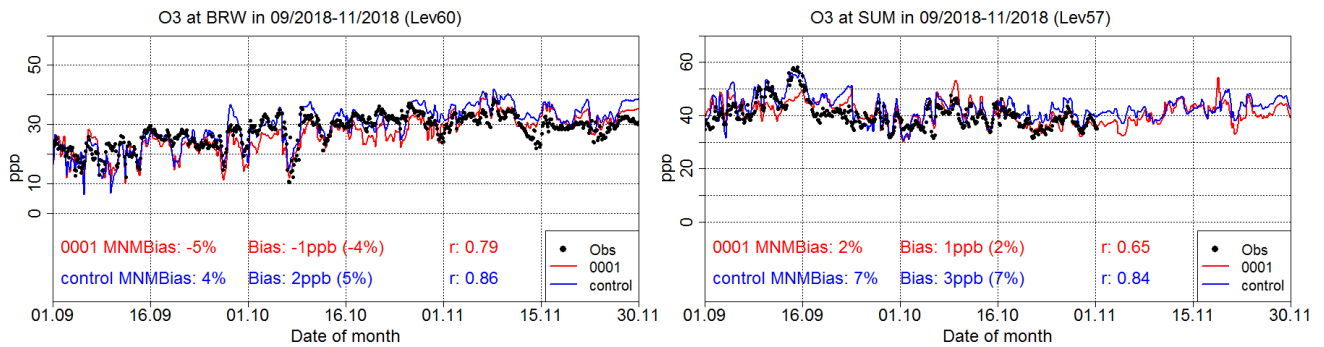 O3 at BRW in 09/2018-11/2018 (Lev60)
50
30
10
0
ppb
0001 MNMBias: -5% Bias: -1ppb (-4%) r: 0.79
control MNMBias: 4% Bias: 2ppb (5%) r: 0.86
Obs
0001
control
01.09 16.09 01.10 16.10 01.11 15.11 30.11
Date of month
O3 at SUM in 09/2018-11/2018 (Lev57)
60
40
20
0
ppb
0001 MNMBias: 2% Bias: 1ppb (2%) r: 0.65
control MNMBias: 7% Bias: 3ppb (7%) r: 0.84
Obs
0001
control
01.09 16.09 01.10 16.10 01.11 15.11 30.11
Date of month